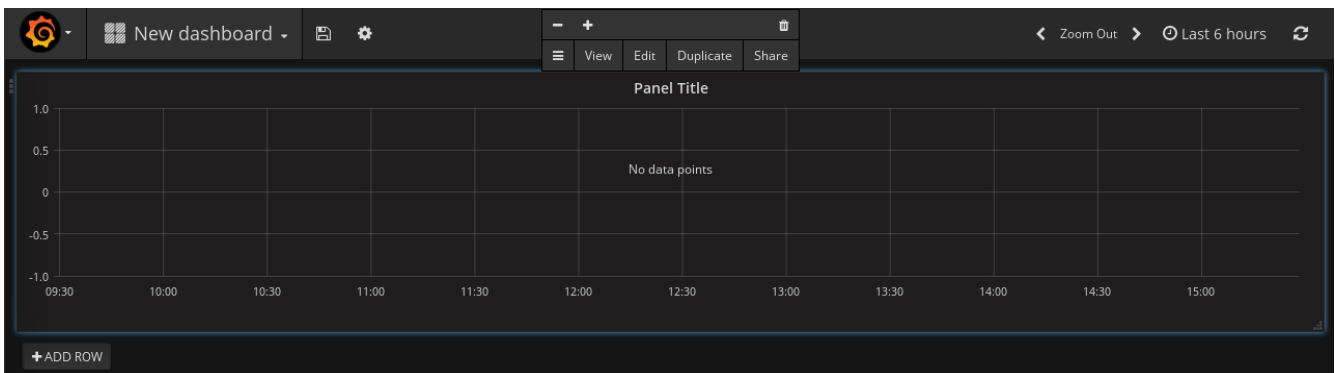 New dashboard
Zoom Out
Last 6 hours
View Edit Duplicate Share
Panel Title
1.0
0.5
No data points
0
-0.5
-1.0
09:30 10:00 10:30 11:00 11:30 12:00 12:30 13:00 13:30 14:00 14:30 15:00
+ ADD ROW